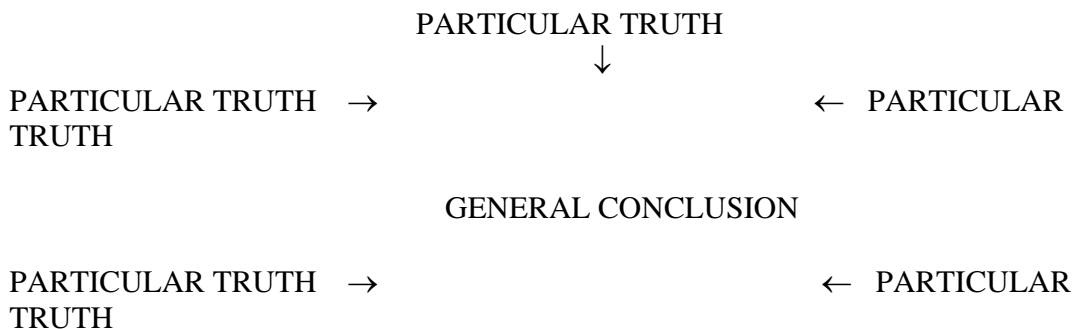 PARTICULAR TRUTH
↓
PARTICULAR TRUTH → ← PARTICULAR
TRUTH
GENERAL CONCLUSION
PARTICULAR TRUTH → ← PARTICULAR
TRUTH